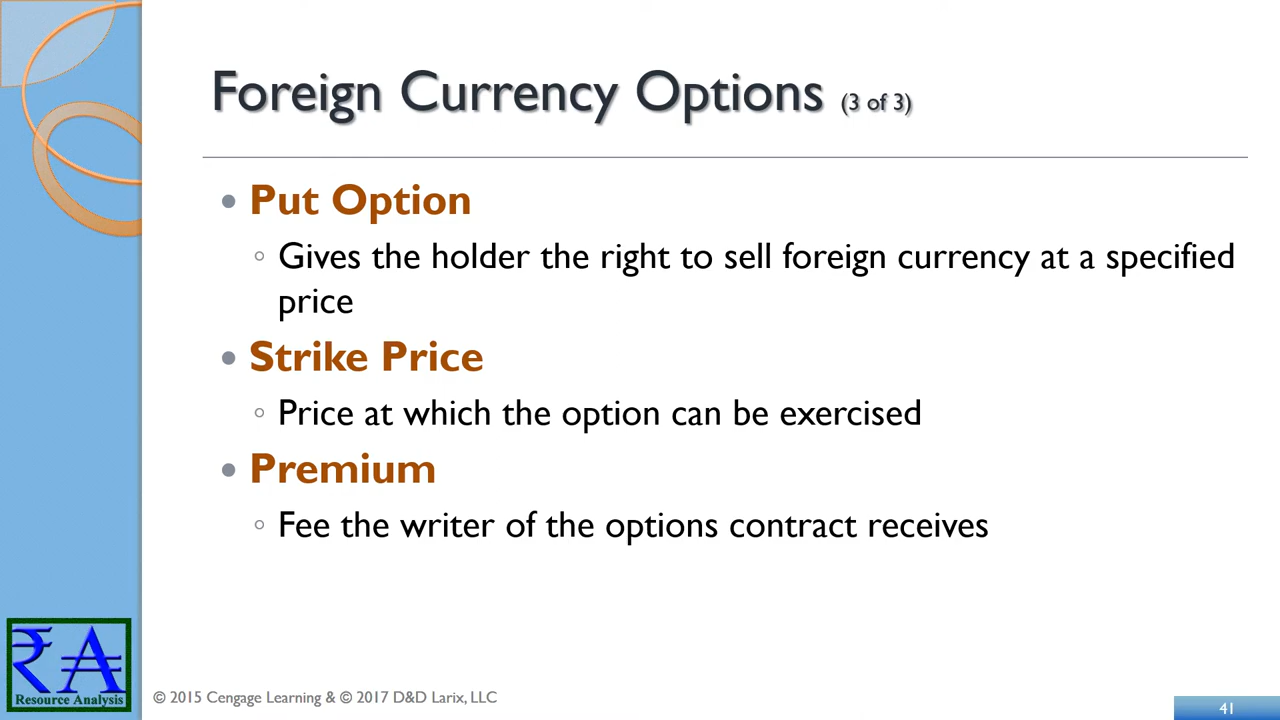 Foreign Currency Options (3 of 3)
• Put Option
◦ Gives the holder the right to sell foreign currency at a specified
price
• Strike Price
◦ Price at which the option can be exercised
• Premium
◦ Fee the writer of the options contract receives
₹A
Resource Analysis
© 2015 Cengage Learning & © 2017 D&D Larix, LLC
41